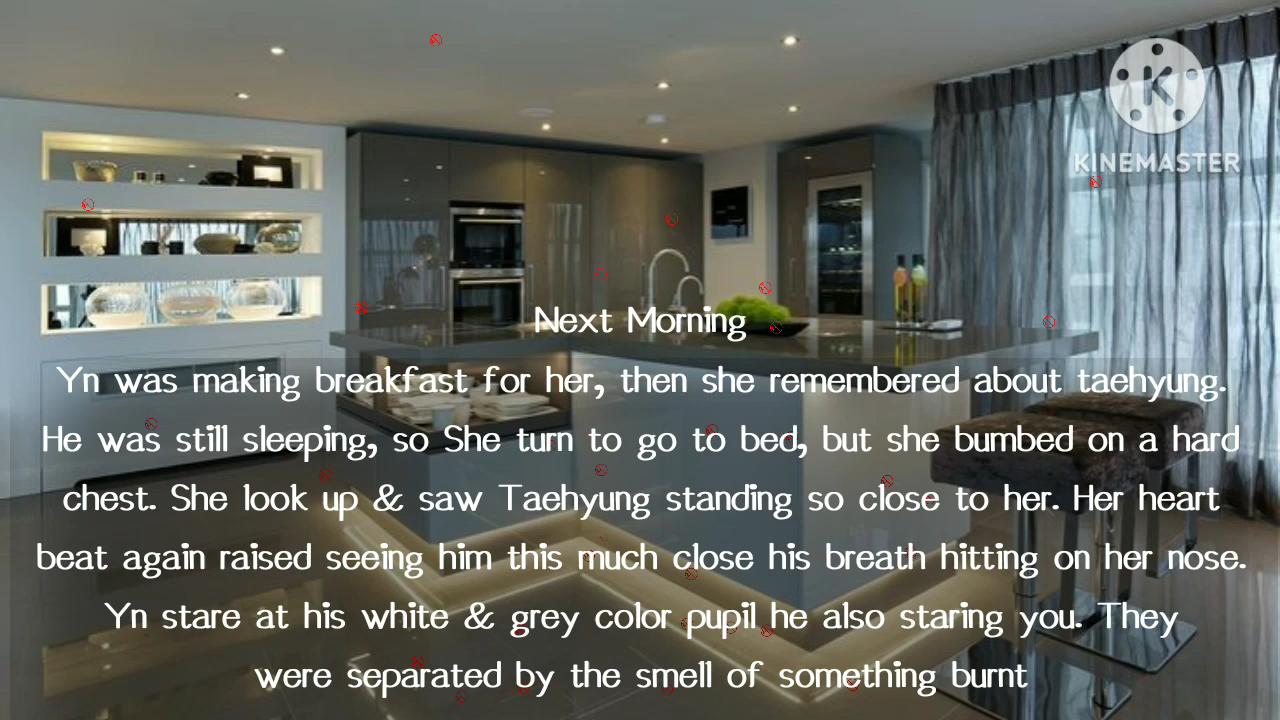 KINEMASTER
Next Morning
Yn was making breakfast for her, then she remembered about taehyung.
He was still sleeping, so She turn to go to bed, but she bumbed on a hard
chest. She look up & saw Taehyung standing so close to her. Her heart
beat again raised seeing him this much close his breath hitting on her nose.
Yn stare at his white & grey color pupil he also staring you. They
were separated by the smell of something burnt